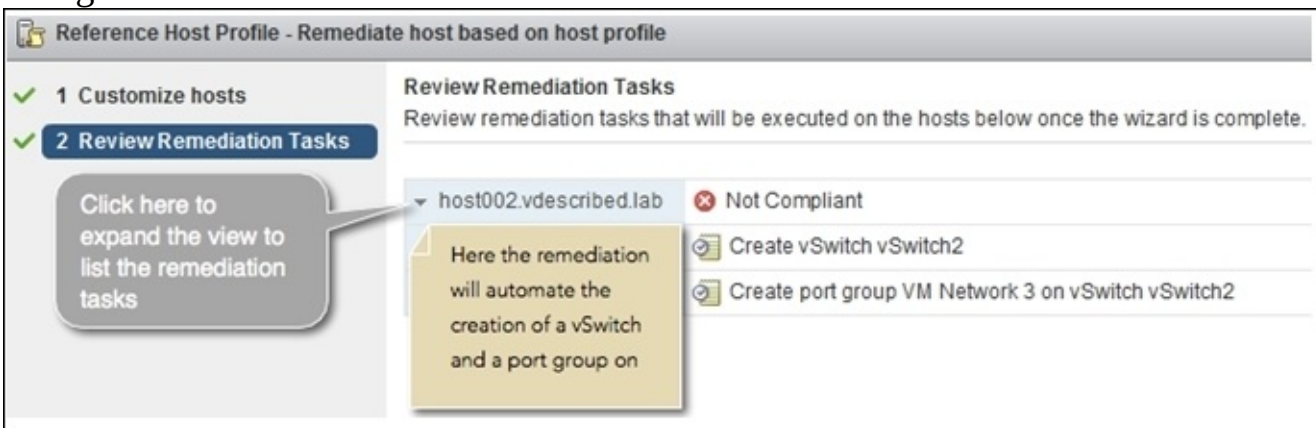 Reference Host Profile - Remediate host based on host profile
1 Customize hosts
2 Review Remediation Tasks
Click here to
expand the view to
list the remediation
tasks
Review Remediation Tasks
Review remediation tasks that will be executed on the hosts below once the wizard is complete.
host002.vdescribed.lab
Not Compliant
Here the remediation
will automate the
creation of a vSwitch
and a port group on
Create vSwitch vSwitch2
Create port group VM Network 3 on vSwitch vSwitch2